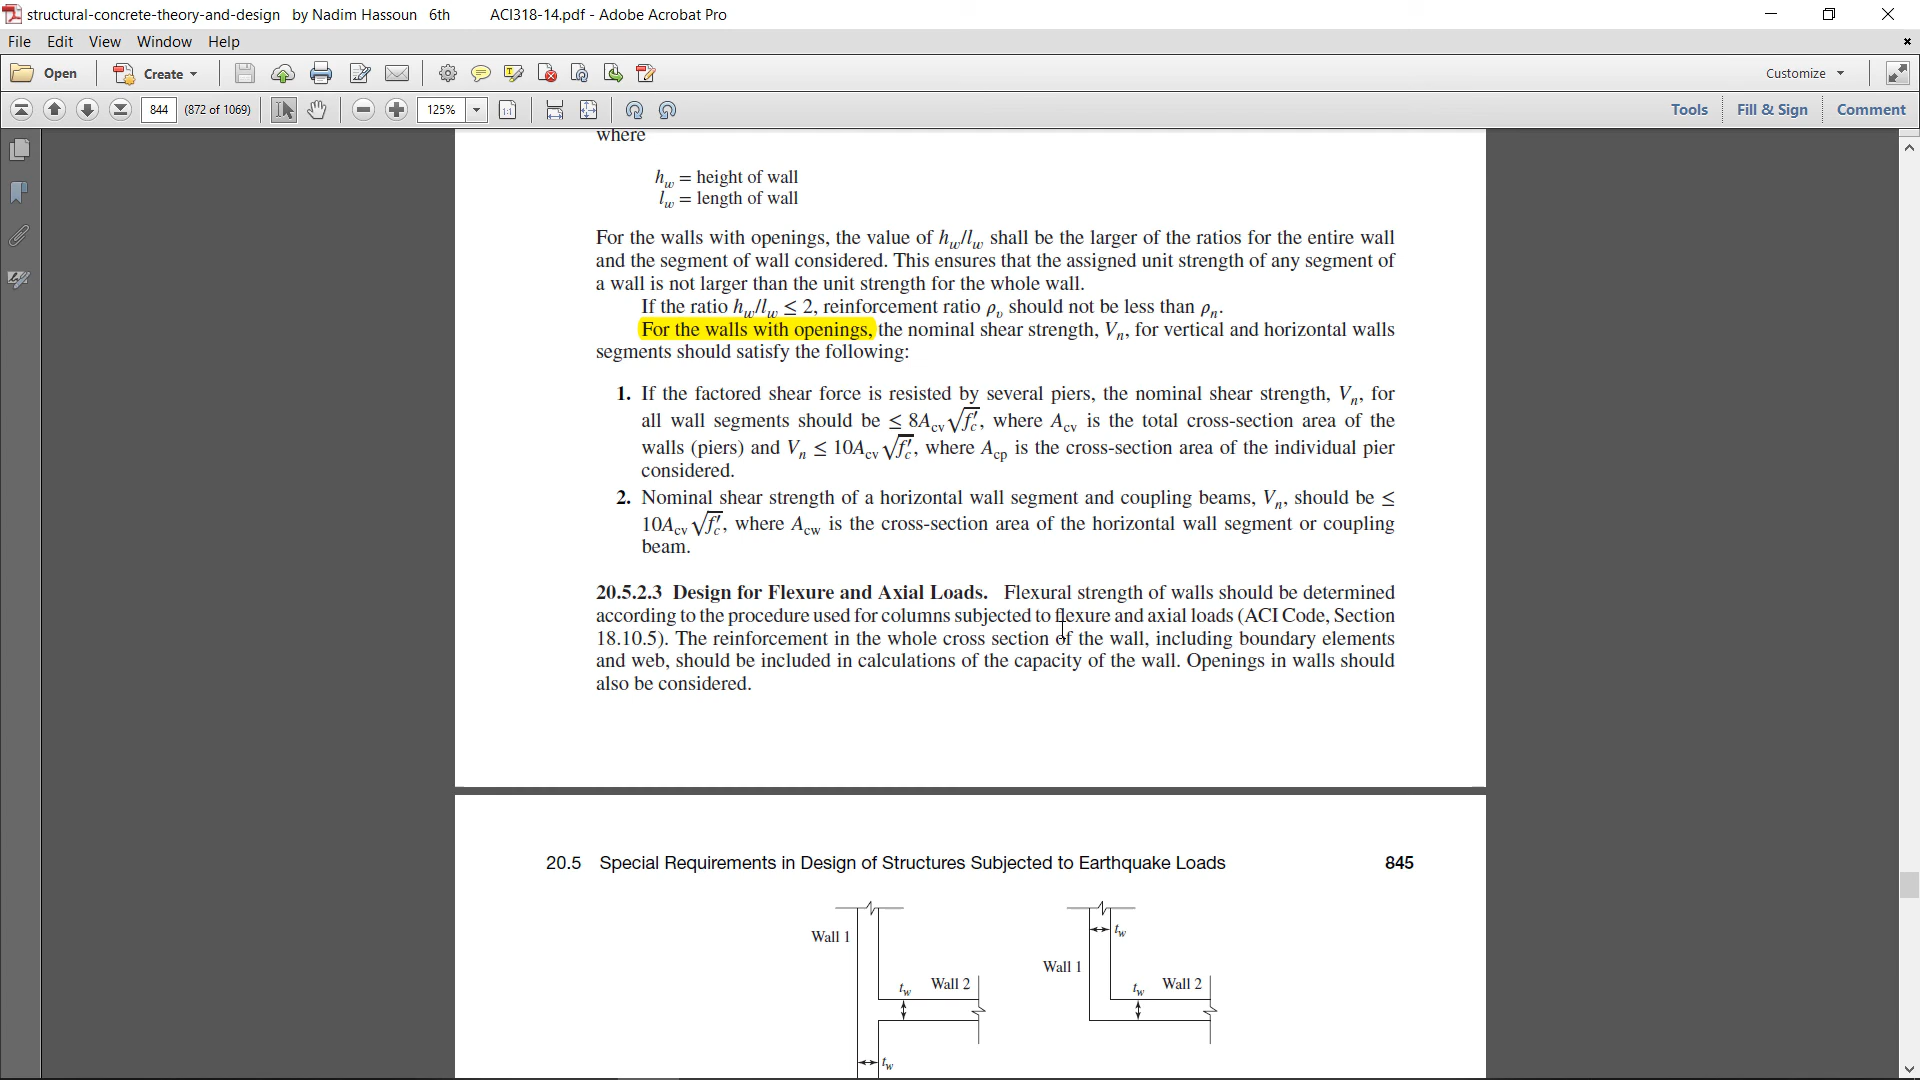 structural-concrete-theory-and-design by Nadim Hassoun 6th ACI318-14.pdf - Adobe Acrobat Pro
File Edit View Window Help
Open Create Customize
844 (872 of 1069) 125% Tools Fill & Sign Comment
where
h_w = height of wall
l_w = length of wall
For the walls with openings, the value of h_w/l_w shall be the larger of the ratios for the entire wall
and the segment of wall considered. This ensures that the assigned unit strength of any segment of
a wall is not larger than the unit strength for the whole wall.
If the ratio h_w/l_w ≤ 2, reinforcement ratio ρ_v should not be less than ρ_n.
For the walls with openings, the nominal shear strength, V_n, for vertical and horizontal walls
segments should satisfy the following:
1. If the factored shear force is resisted by several piers, the nominal shear strength, V_n, for
all wall segments should be ≤ 8A_cv√f′_c, where A_cv is the total cross-section area of the
walls (piers) and V_n ≤ 10A_cv√f′_c, where A_cp is the cross-section area of the individual pier
considered.
2. Nominal shear strength of a horizontal wall segment and coupling beams, V_n, should be ≤
10A_cv√f′_c, where A_cw is the cross-section area of the horizontal wall segment or coupling
beam.
20.5.2.3 Design for Flexure and Axial Loads. Flexural strength of walls should be determined
according to the procedure used for columns subjected to flexure and axial loads (ACI Code, Section
18.10.5). The reinforcement in the whole cross section of the wall, including boundary elements
and web, should be included in calculations of the capacity of the wall. Openings in walls should
also be considered.
20.5 Special Requirements in Design of Structures Subjected to Earthquake Loads 845
t_w
Wall 1
Wall 1
t_w Wall 2
t_w Wall 2
t_w